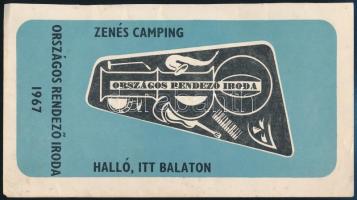 ZENÉS CAMPING
ORSZÁGOS RENDEZŐ IRODA
1967
ORSZÁGOS RENDEZŐ IRODA
HALLÓ, ITT BALATON